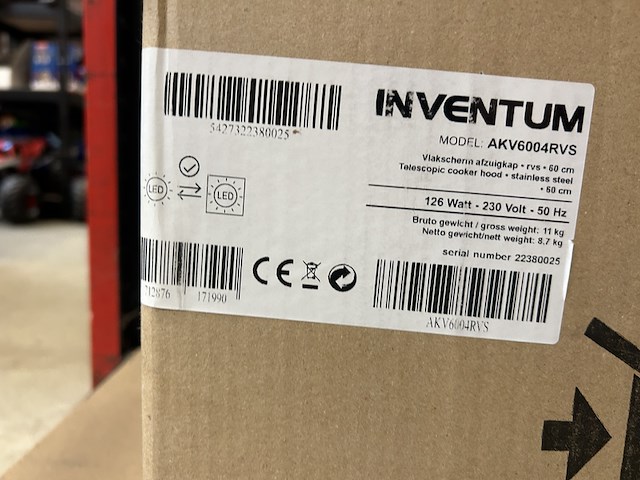 5427322380025
INVENTUM
MODEL: AKV6004RVS
Vlakscherm afzuigkap • rvs • 60 cm
Telescopic cooker hood • stainless steel
• 60 cm
LED LED
126 Watt - 230 Volt - 50 Hz
Bruto gewicht / gross weight: 11 kg
Netto gewicht/nett weight: 8,7 kg
serial number 22380025
CE
712876 171990
AKV6004RVS